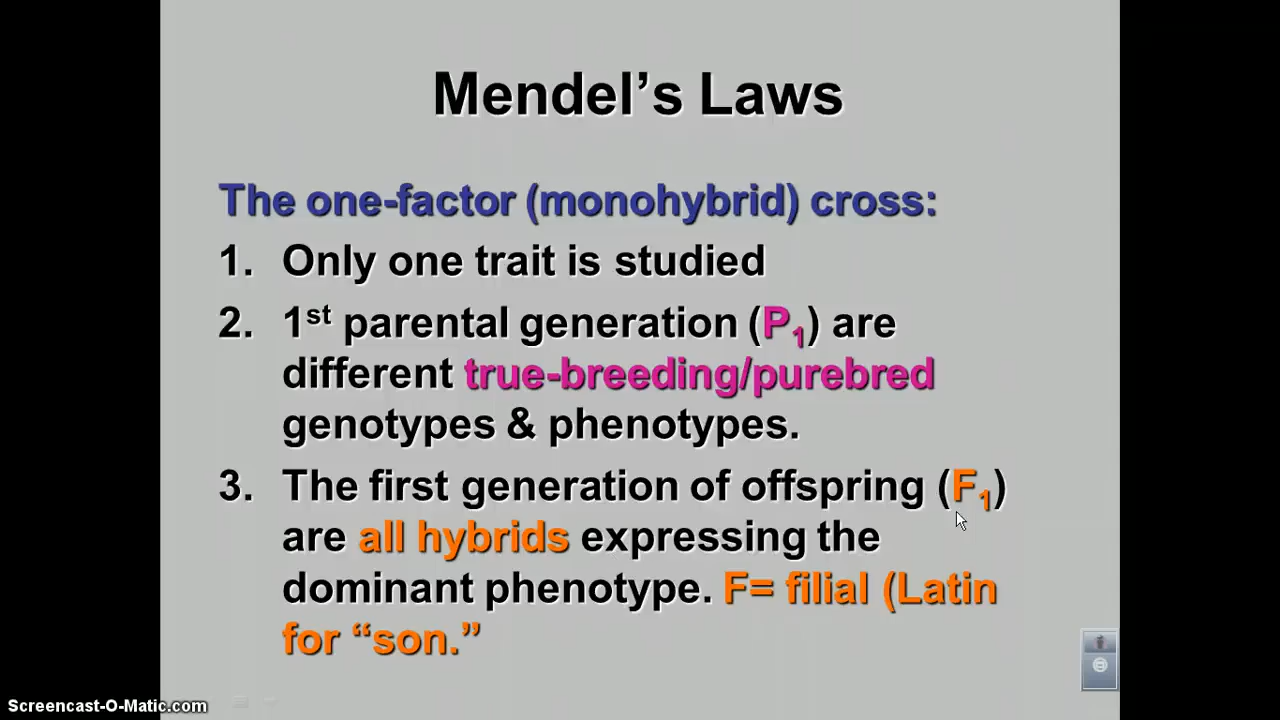 Mendel’s Laws
The one-factor (monohybrid) cross:
1. Only one trait is studied
2. 1st parental generation (P1) are
different true-breeding/purebred
genotypes & phenotypes.
3. The first generation of offspring (F1)
are all hybrids expressing the
dominant phenotype. F= filial (Latin
for “son.”
Screencast-O-Matic.com